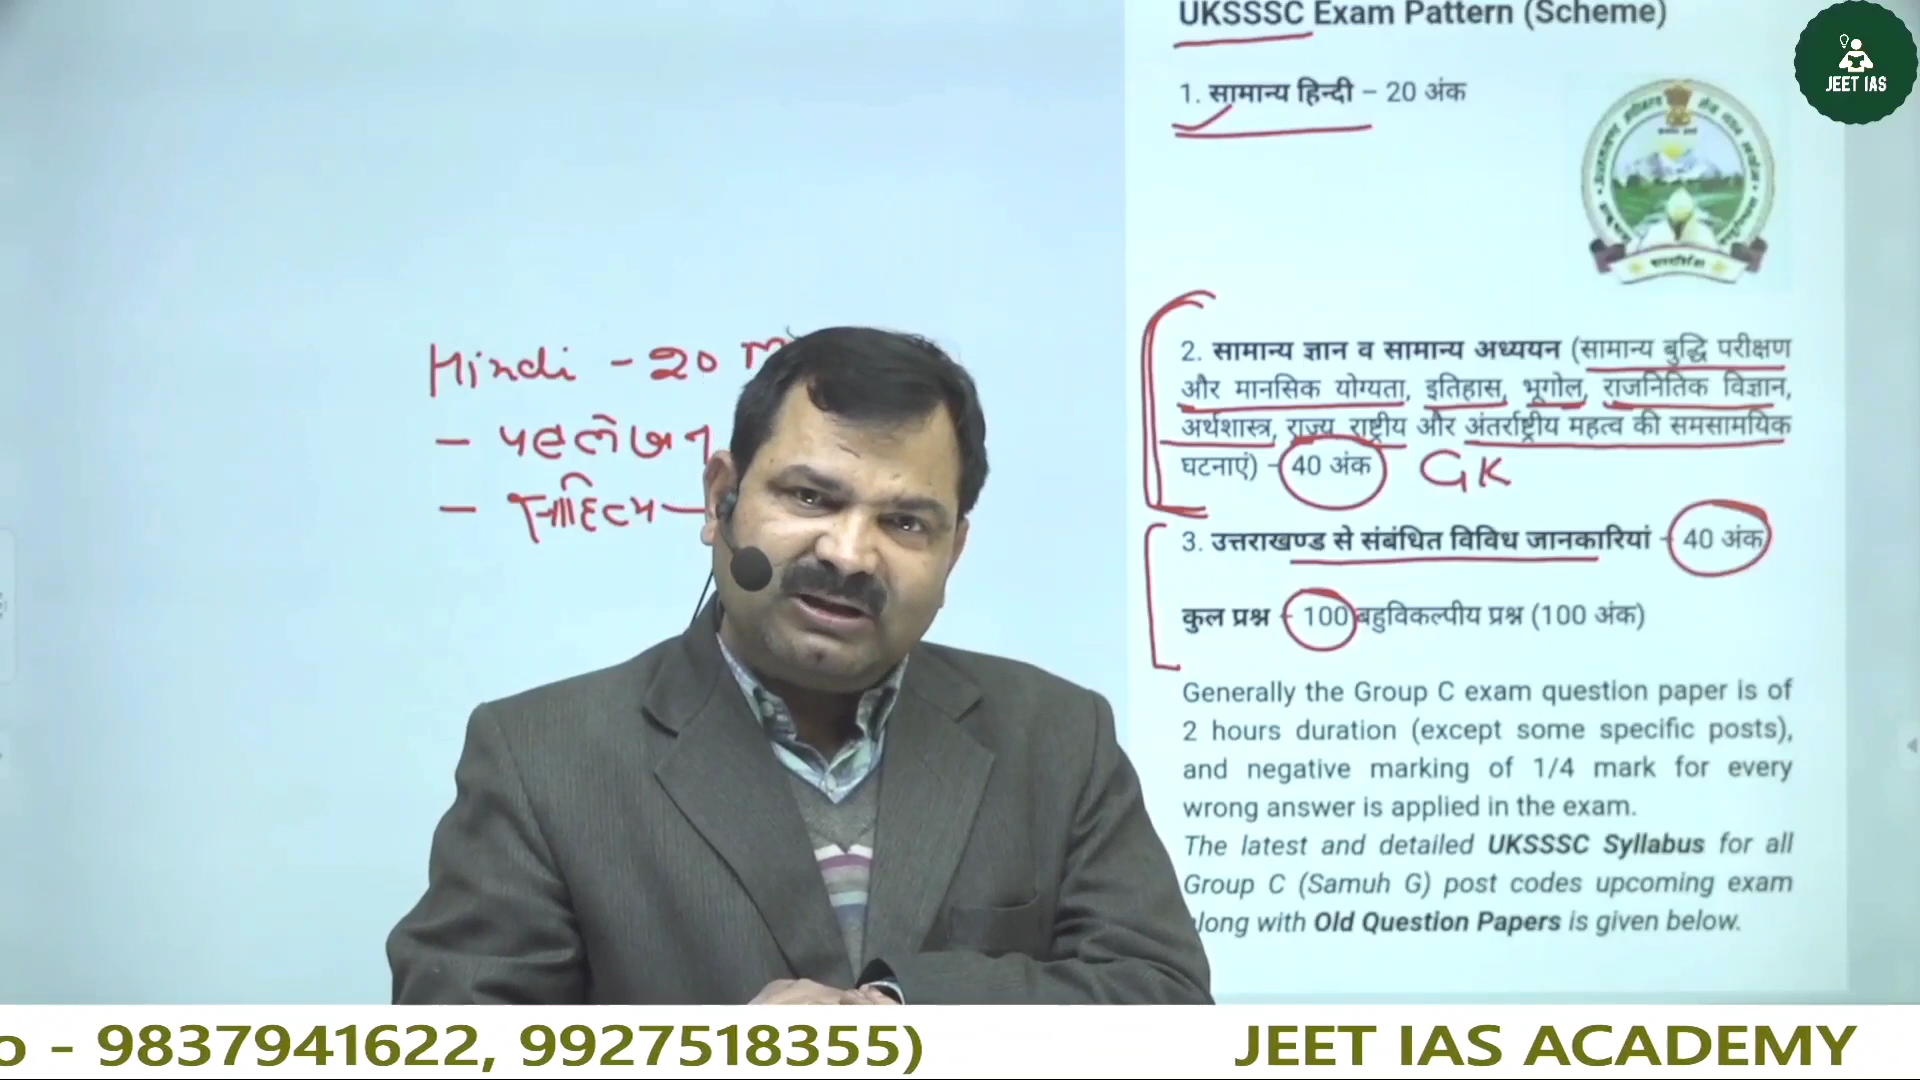 UKSSSC Exam Pattern (Scheme)
JEET IAS
1. सामान्य हिन्दी – 20 अंक
Hindi - 20
- पत्रलेखन
- साहित्य -
2. सामान्य ज्ञान व सामान्य अध्ययन (सामान्य बुद्धि परीक्षण
और मानसिक योग्यता, इतिहास, भूगोल, राजनितिक विज्ञान,
अर्थशास्त्र, राज्य, राष्ट्रीय और अंतर्राष्ट्रीय महत्व की समसामयिक
घटनाएं) – 40 अंक GK
3. उत्तराखण्ड से संबंधित विविध जानकारियां – 40 अंक
कुल प्रश्न – 100 बहुविकल्पीय प्रश्न (100 अंक)
Generally the Group C exam question paper is of
2 hours duration (except some specific posts),
and negative marking of 1/4 mark for every
wrong answer is applied in the exam.
The latest and detailed UKSSSC Syllabus for all
Group C (Samuh G) post codes upcoming exam
along with Old Question Papers is given below.
o - 9837941622, 9927518355) JEET IAS ACADEMY